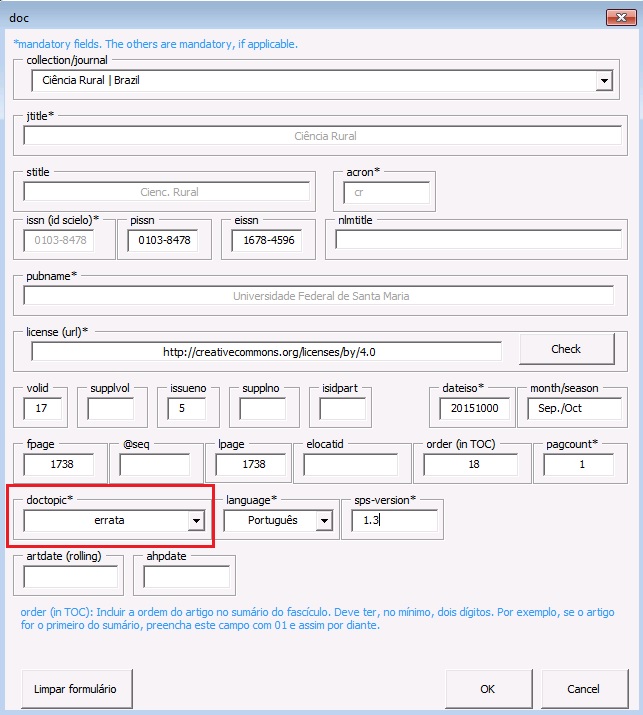 doc
*mandatory fields. The others are mandatory, if applicable.
collection/journal
Ciência Rural | Brazil
jtitle*
Ciência Rural
stitle
acron*
Cienc. Rural
cr
issn (id scielo)*
pissn
eissn
nlmtitle
0103-8478
0103-8478
1678-4596
pubname*
Universidade Federal de Santa Maria
license (url)*
http://creativecommons.org/licenses/by/4.0
Check
volid
supplvol
issueno
supplno
isidpart
dateiso*
month/season
17
5
20151000
Sep./Oct
fpage
@seq
lpage
elocatid
order (in TOC)
pagcount*
1738
1738
18
1
doctopic*
language*
sps-version*
errata
Português
1.3
artdate (rolling)
ahpdate
order (in TOC): Incluir a ordem do artigo no sumário do fascículo. Deve ter, no mínimo, dois dígitos. Por exemplo, se o artigo
for o primeiro do sumário, preencha este campo com 01 e assim por diante.
Limpar formulário
OK
Cancel